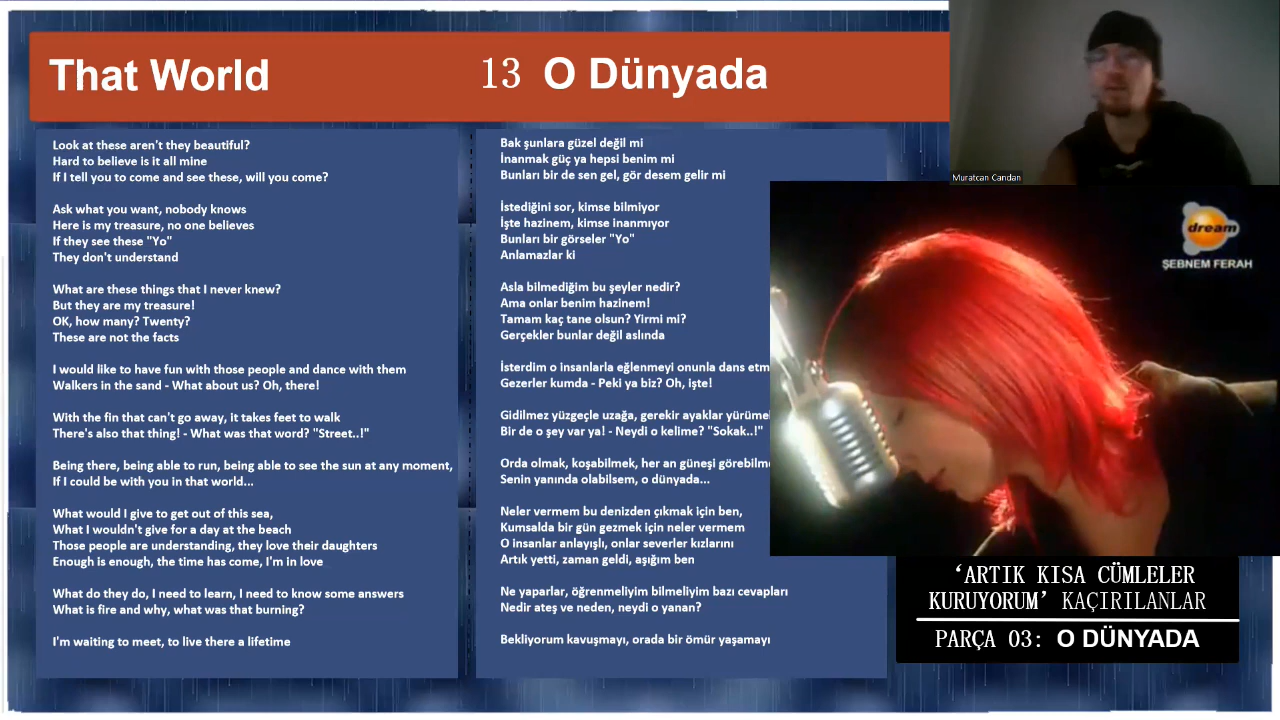 That World
13 O Dünyada
Look at these aren't they beautiful?
Hard to believe is it all mine
If I tell you to come and see these, will you come?
Ask what you want, nobody knows
Here is my treasure, no one believes
If they see these "Yo"
They don't understand
What are these things that I never knew?
But they are my treasure!
OK, how many? Twenty?
These are not the facts
I would like to have fun with those people and dance with them
Walkers in the sand - What about us? Oh, there!
With the fin that can't go away, it takes feet to walk
There's also that thing! - What was that word? "Street..!"
Being there, being able to run, being able to see the sun at any moment,
If I could be with you in that world...
What would I give to get out of this sea,
What I wouldn't give for a day at the beach
Those people are understanding, they love their daughters
Enough is enough, the time has come, I'm in love
What do they do, I need to learn, I need to know some answers
What is fire and why, what was that burning?
I'm waiting to meet, to live there a lifetime
Bak şunlara güzel değil mi
İnanmak güç ya hepsi benim mi
Bunları bir de sen gel, gör desem gelir mi
İstediğini sor, kimse bilmiyor
İşte hazinem, kimse inanmıyor
Bunları bir görseler "Yo"
Anlamazlar ki
Asla bilmediğim bu şeyler nedir?
Ama onlar benim hazinem!
Tamam kaç tane olsun? Yirmi mi?
Gerçekler bunlar değil aslında
İsterdim o insanlarla eğlenmeyi onunla dans etm
Gezerler kumda - Peki ya biz? Oh, işte!
Gidilmez yüzgeçle uzağa, gerekir ayaklar yürüme
Bir de o şey var ya! - Neydi o kelime? "Sokak..!"
Orda olmak, koşabilmek, her an güneşi görebilm
Senin yanında olabilsem, o dünyada...
Neler vermem bu denizden çıkmak için ben,
Kumsalda bir gün gezmek için neler vermem
O insanlar anlayışlı, onlar severler kızlarını
Artık yetti, zaman geldi, aşığım ben
Ne yaparlar, öğrenmeliyim bilmeliyim bazı cevapları
Nedir ateş ve neden, neydi o yanan?
Bekliyorum kavuşmayı, orada bir ömür yaşamayı
Muratcan Candan
dream
ŞEBNEM FERAH
'ARTIK KISA CÜMLELER
KURUYORUM' KAÇIRILANLAR
PARÇA 03: O DÜNYADA